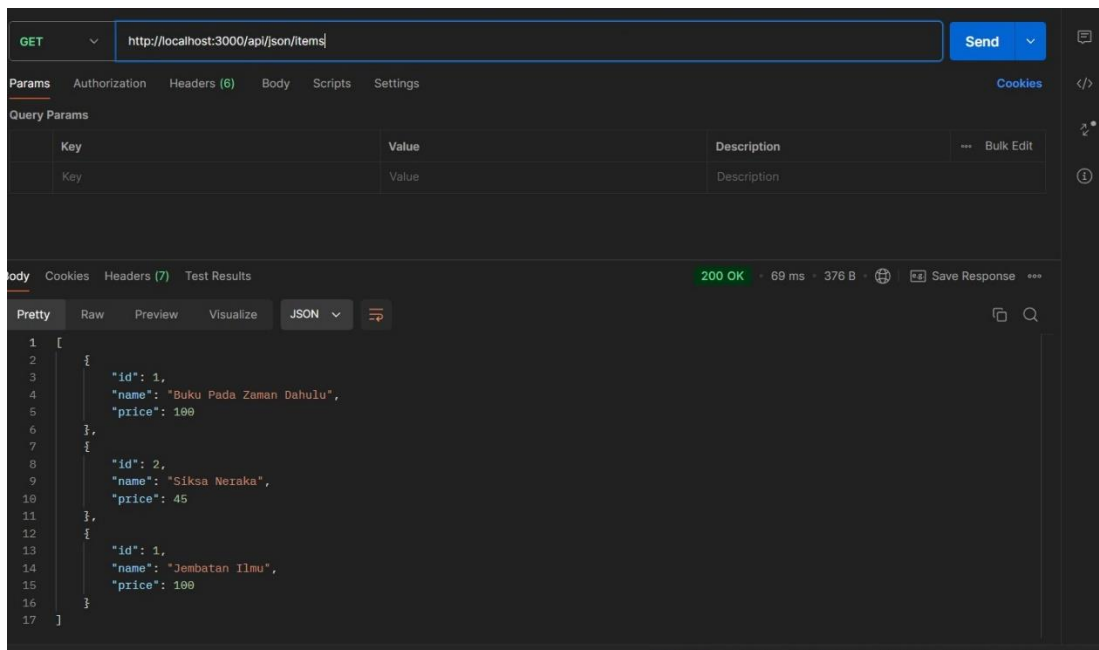 GET http://localhost:3000/api/json/items Send
Params Authorization Headers (6) Body Scripts Settings Cookies
Query Params
Key Value Description Bulk Edit
Key Value Description
Body Cookies Headers (7) Test Results 200 OK 69 ms 376 B Save Response
Pretty Raw Preview Visualize JSON
1 [
2 {
3 "id": 1,
4 "name": "Buku Pada Zaman Dahulu",
5 "price": 100
6 },
7 {
8 "id": 2,
9 "name": "Siksa Neraka",
10 "price": 45
11 },
12 {
13 "id": 1,
14 "name": "Jembatan Ilmu",
15 "price": 100
16 }
17 ]